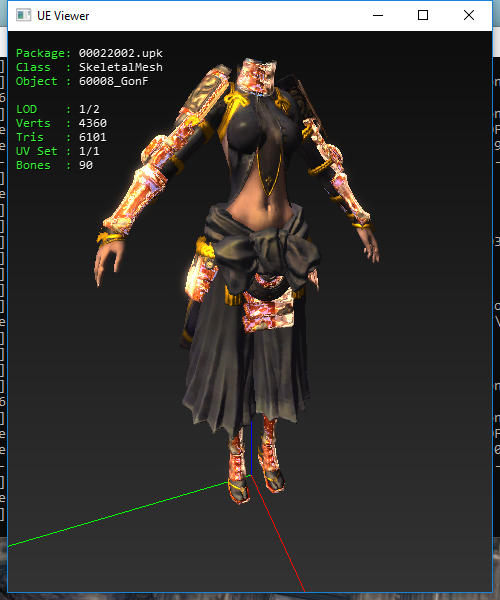 UE Viewer
Package: 00022002.upk
Class : SkeletalMesh
Object : 60008_GonF
LOD : 1/2
Verts : 4360
Tris : 6101
UV Set : 1/1
Bones : 90